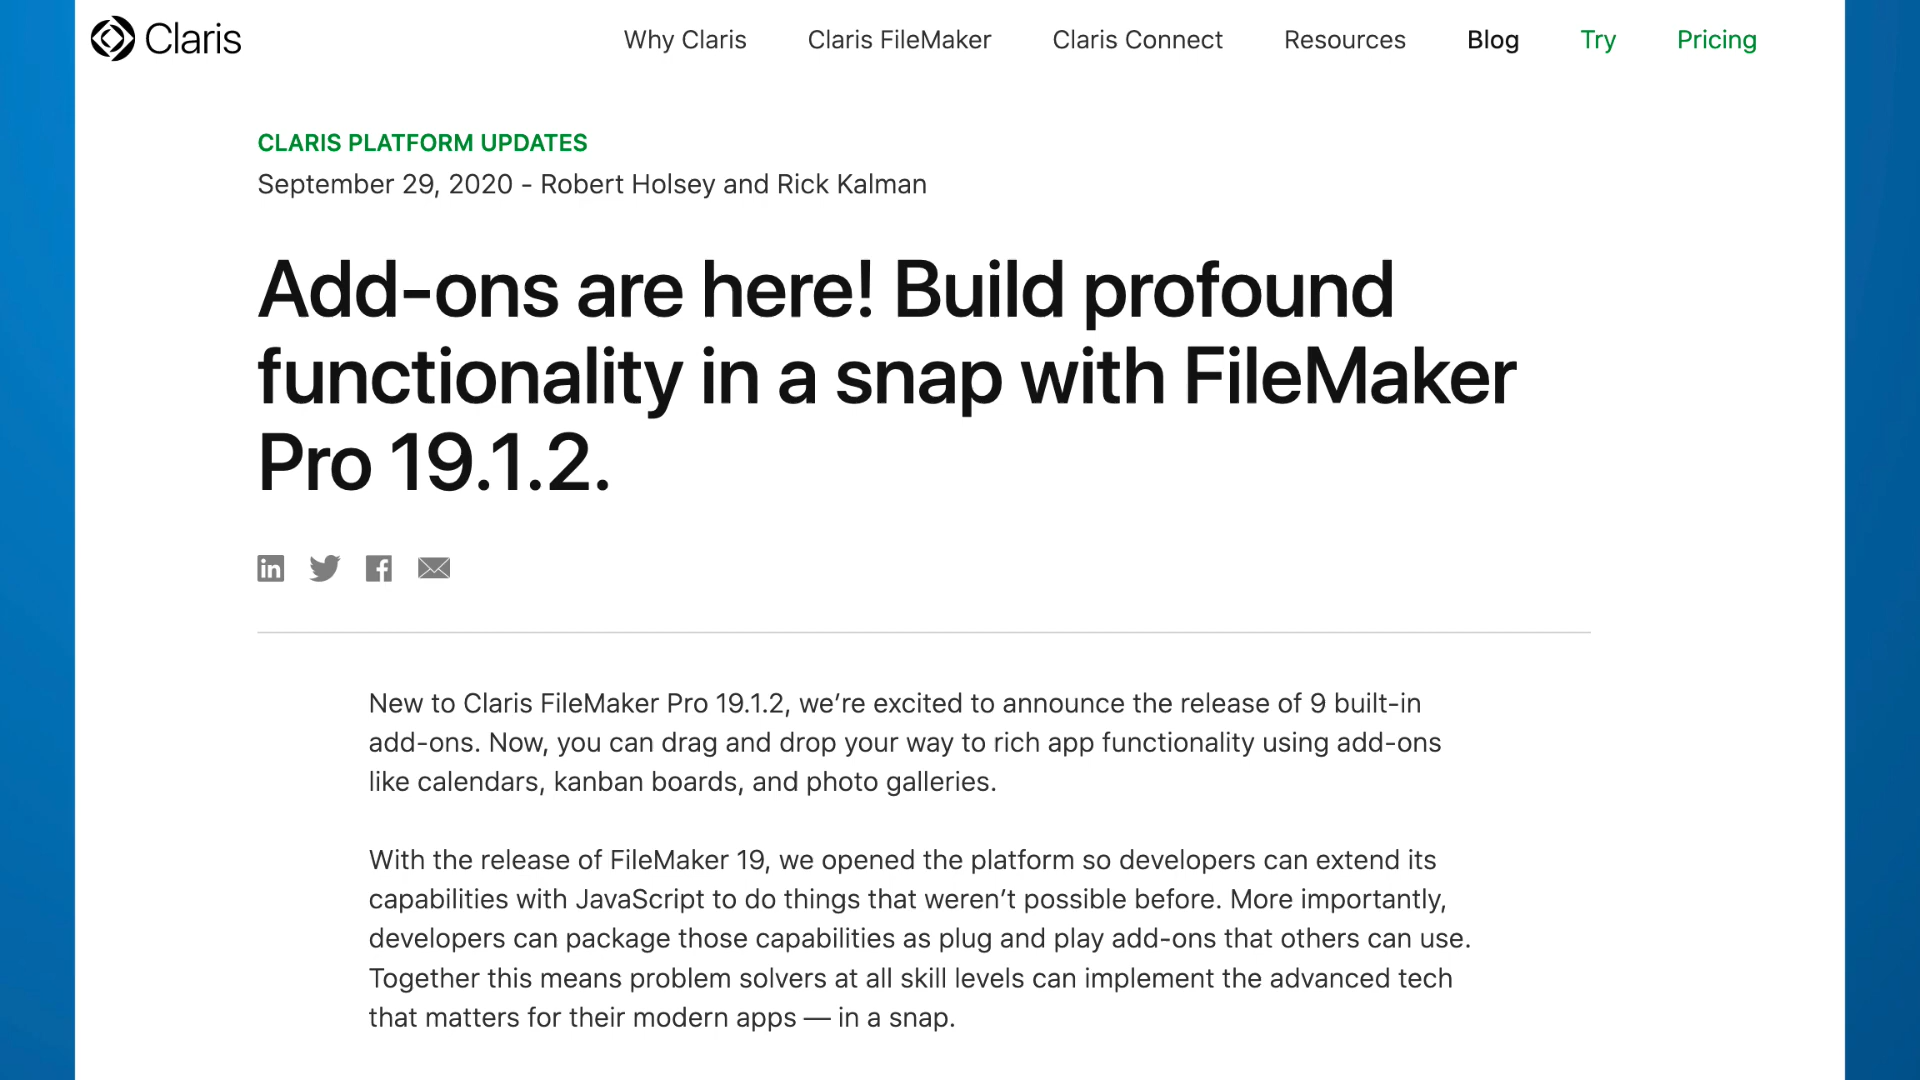 Claris
Why Claris
Claris FileMaker
Claris Connect
Resources
Blog
Try
Pricing
CLARIS PLATFORM UPDATES
September 29, 2020 - Robert Holsey and Rick Kalman
Add-ons are here! Build profound
functionality in a snap with FileMaker
Pro 19.1.2.
New to Claris FileMaker Pro 19.1.2, we’re excited to announce the release of 9 built-in
add-ons. Now, you can drag and drop your way to rich app functionality using add-ons
like calendars, kanban boards, and photo galleries.
With the release of FileMaker 19, we opened the platform so developers can extend its
capabilities with JavaScript to do things that weren’t possible before. More importantly,
developers can package those capabilities as plug and play add-ons that others can use.
Together this means problem solvers at all skill levels can implement the advanced tech
that matters for their modern apps — in a snap.